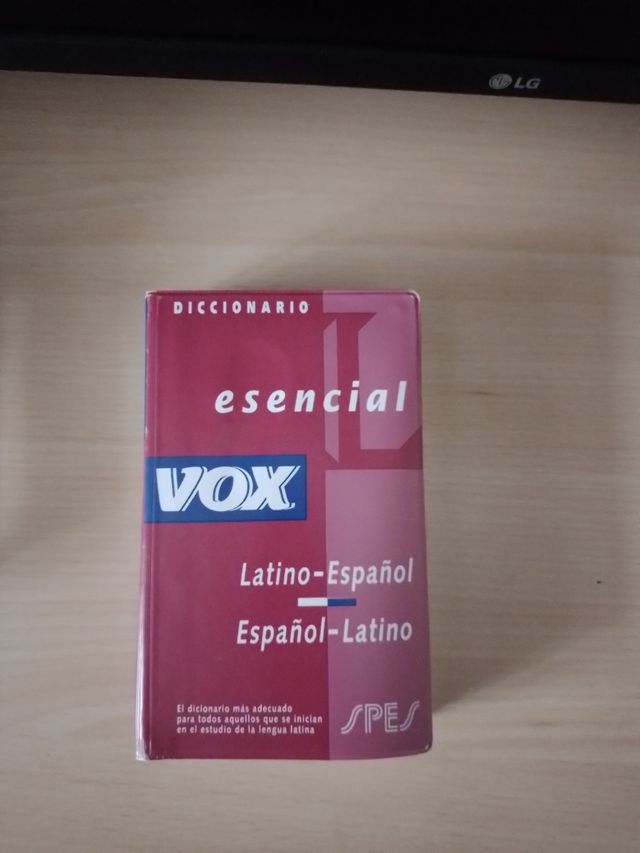 LG
DICCIONARIO
esencial
VOX
Latino-Español
Español-Latino
El dicionario más adecuado
para todos aquellos que se inician
en el estudio de la lengua latina
SPES